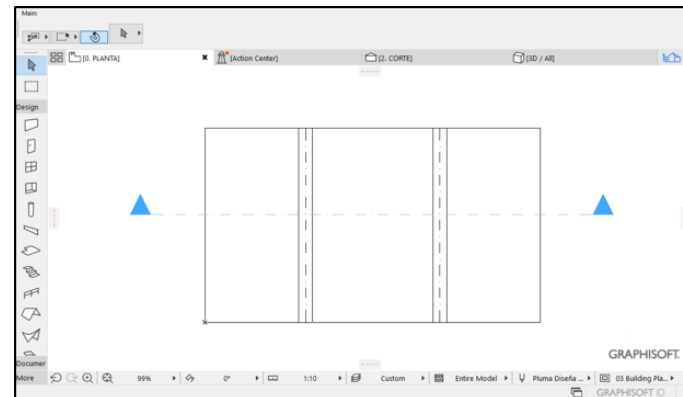 Main:
[0. PLANTA]
[Action Center]
[2. CORTE]
[3D / All]
Design
GRAPHISOFT.
Documer
More
99%
0°
1:10
Custom
Entire Model
Pluma Diseña ...
03 Building Pla...
GRAPHISOFT ID